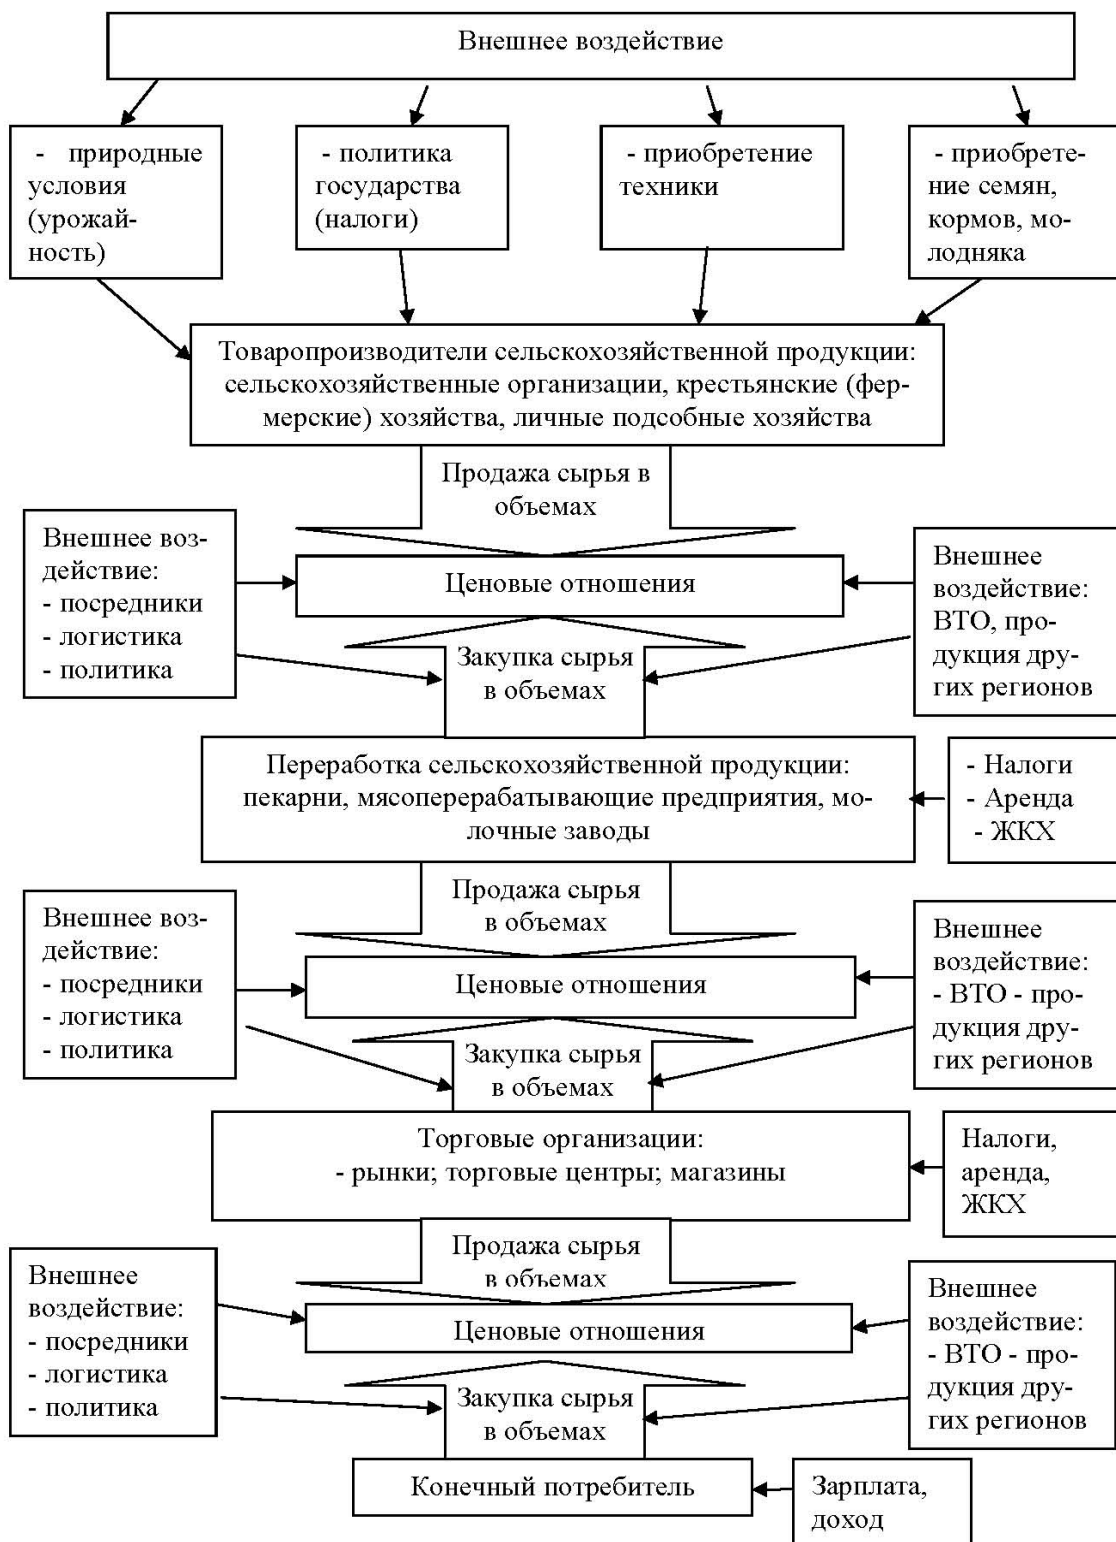 Внешнее воздействие
- природные
условия
(урожай-
ность)
- политика
государства
(налоги)
- приобретение
техники
- приобрете-
ние семян,
кормов, мо-
лодняка
Товаропроизводители сельскохозяйственной продукции:
сельскохозяйственные организации, крестьянские (фер-
мерские) хозяйства, личные подсобные хозяйства
Продажа сырья в
объемах
Внешнее воз-
действие:
- посредники
- логистика
- политика
Ценовые отношения
Внешнее
воздействие:
ВТО, про-
дукция дру-
гих регионов
Закупка сырья
в объемах
Переработка сельскохозяйственной продукции:
пекарни, мясоперерабатывающие предприятия, мо-
лочные заводы
- Налоги
- Аренда
- ЖКХ
Продажа сырья
в объемах
Внешнее воз-
действие:
- посредники
- логистика
- политика
Ценовые отношения
Внешнее
воздействие:
- ВТО - про-
дукция дру-
гих регионов
Закупка сырья
в объемах
Торговые организации:
- рынки; торговые центры; магазины
Налоги,
аренда,
ЖКХ
Продажа сырья
в объемах
Внешнее
воздействие:
- посредники
- логистика
- политика
Ценовые отношения
Внешнее
воздействие:
- ВТО - про-
дукция дру-
гих регионов
Закупка сырья
в объемах
Конечный потребитель
Зарплата,
доход